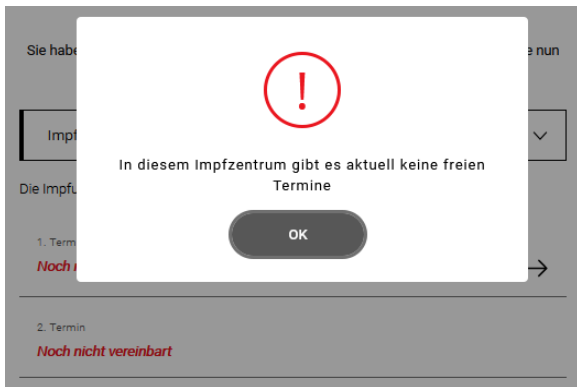 Sie habe
e nun
Impf
!
In diesem Impfzentrum gibt es aktuell keine freien
Termine
Die Impfu
OK
1. Term
Noch
2. Termin
Noch nicht vereinbart